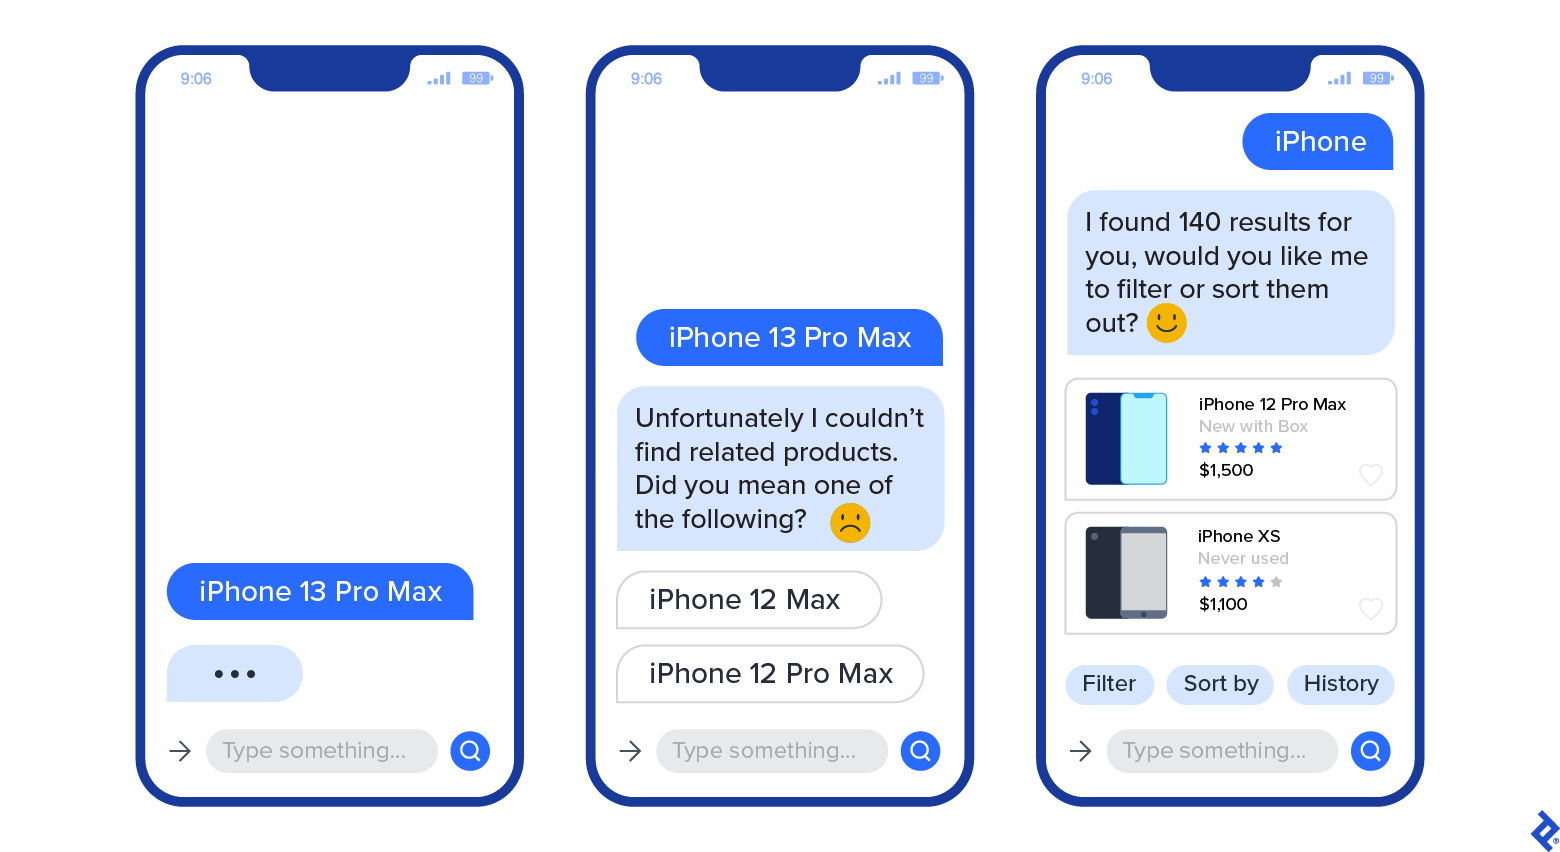 9:06
99
iPhone 13 Pro Max
Type something...
9:06
99
iPhone 13 Pro Max
Unfortunately I couldn’t
find related products.
Did you mean one of
the following?
iPhone 12 Max
iPhone 12 Pro Max
Type something...
9:06
99
iPhone
I found 140 results for
you, would you like me
to filter or sort them
out?
iPhone 12 Pro Max
New with Box
$1,500
iPhone XS
Never used
$1,100
Filter
Sort by
History
Type something...